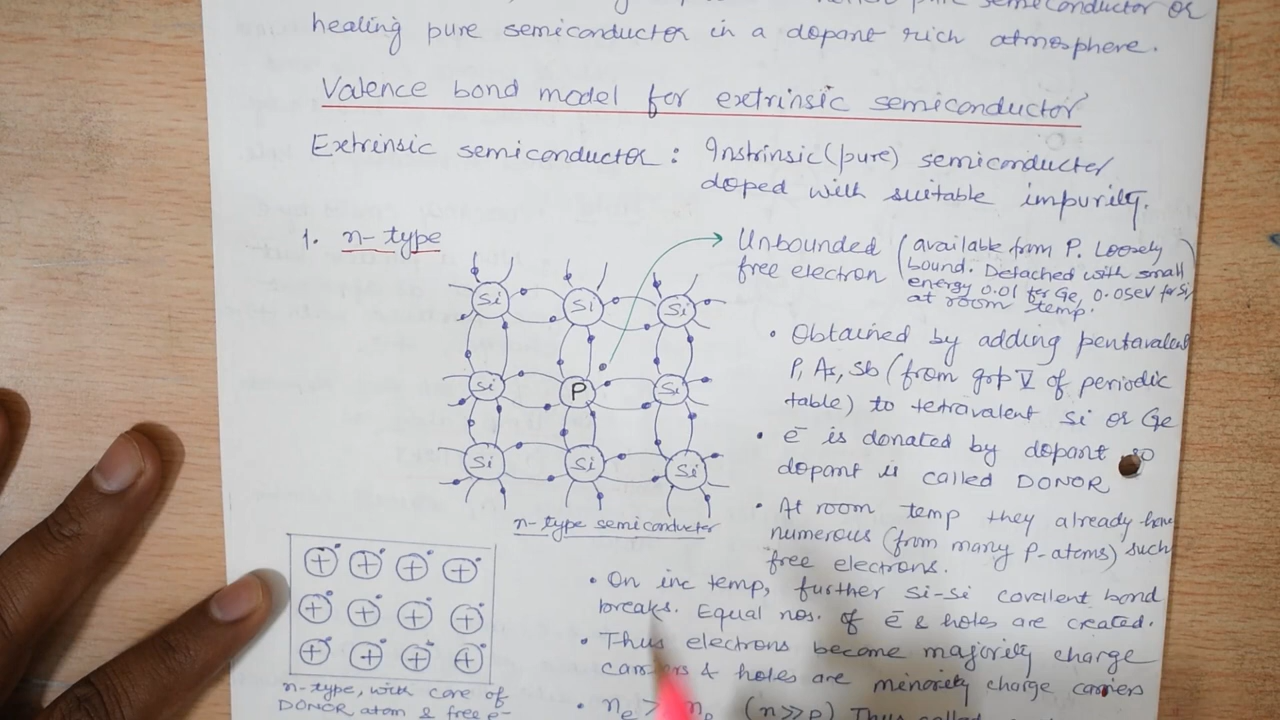 pure semiconductor or
healing pure semiconductor in a dopant rich atmosphere.
Valence bond model for extrinsic semiconductor
Extrinsic semiconductor : Instrinsic (pure) semiconductor
doped with suitable impurity.
1. n-type
Unbounded
free electron
(available from P. Loosely
bound. Detached with small
energy 0.01 for Ge, 0.05eV for Si
at room temp.)
Si Si Si
Si P Si
Si Si Si
n-type semiconductor
• Obtained by adding pentavalent
P, As, Sb (from grp V of periodic
table) to tetravalent Si or Ge
• e̅ is donated by dopant so
dopant is called DONOR
• At room temp they already have
numerous (from many P-atoms) such
free electrons.
• On inc temp, further Si-Si covalent bond
breaks. Equal nos. of e̅ & holes are created.
• Thus electrons become majority charge
carriers & holes are minority charge carriers
• (n>>p) Thus called
+ + + +
+ + + +
+ + + +
n-type, with core of
DONOR atom & free e-